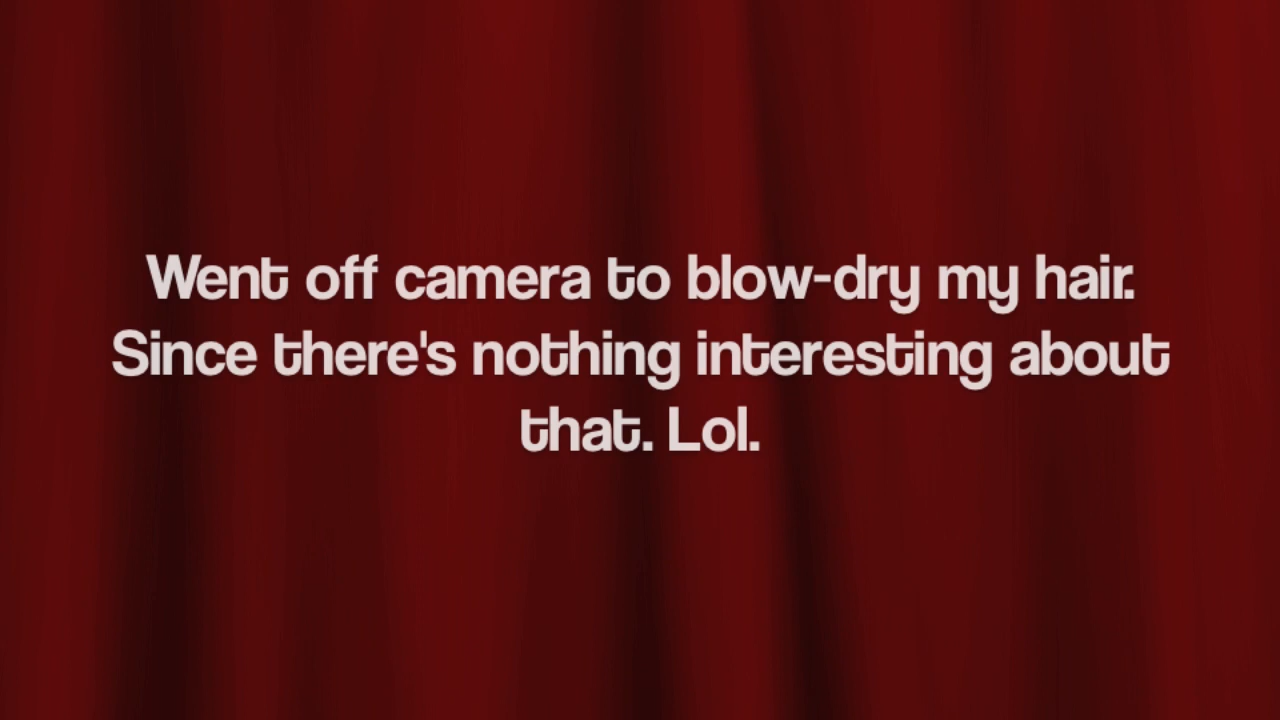 Went off camera to blow-dry my hair.
Since there's nothing interesting about
that. Lol.